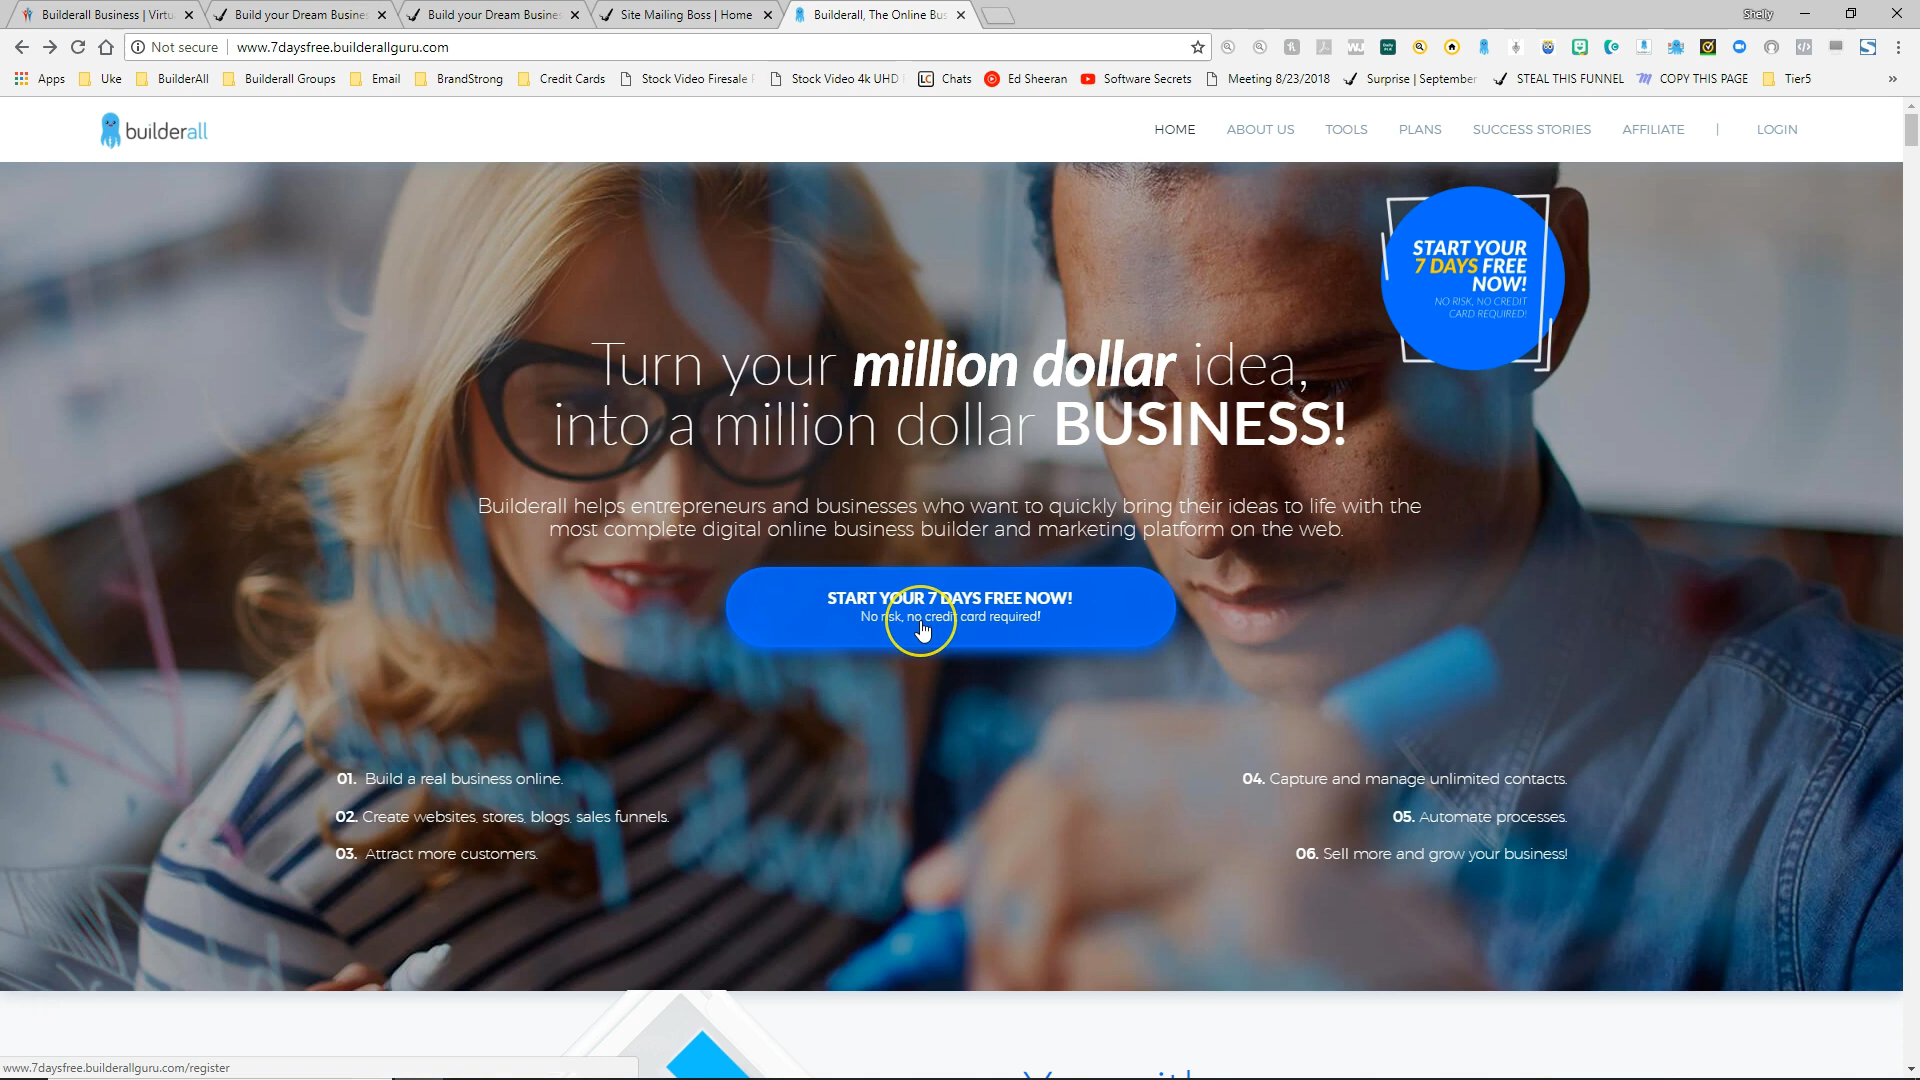 Builderall Business | Virtu
Build your Dream Busines
Build your Dream Busines
Site Mailing Boss | Home
Builderall, The Online Bus
Shelly
Not secure
www.7daysfree.builderallguru.com
Apps
Uke
BuilderAll
Builderall Groups
Email
BrandStrong
Credit Cards
Stock Video Firesale
Stock Video 4k UHD
LC Chats
Ed Sheeran
Software Secrets
Meeting 8/23/2018
Surprise | September
STEAL THIS FUNNEL
COPY THIS PAGE
Tier5
»
builderall
HOME
ABOUT US
TOOLS
PLANS
SUCCESS STORIES
AFFILIATE
|
LOGIN
START YOUR
7 DAYS FREE
NOW!
NO RISK, NO CREDIT
CARD REQUIRED!
Turn your million dollar idea,
into a million dollar BUSINESS!
Builderall helps entrepreneurs and businesses who want to quickly bring their ideas to life with the
most complete digital online business builder and marketing platform on the web.
START YOUR 7 DAYS FREE NOW!
No risk, no credit card required!
01. Build a real business online.
02. Create websites, stores, blogs, sales funnels.
03. Attract more customers.
04. Capture and manage unlimited contacts.
05. Automate processes.
06. Sell more and grow your business!
www.7daysfree.builderallguru.com/register